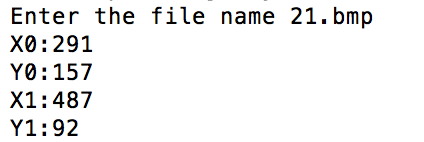 Enter the file name 21.bmp
X0:291
Y0:157
X1:487
Y1:92